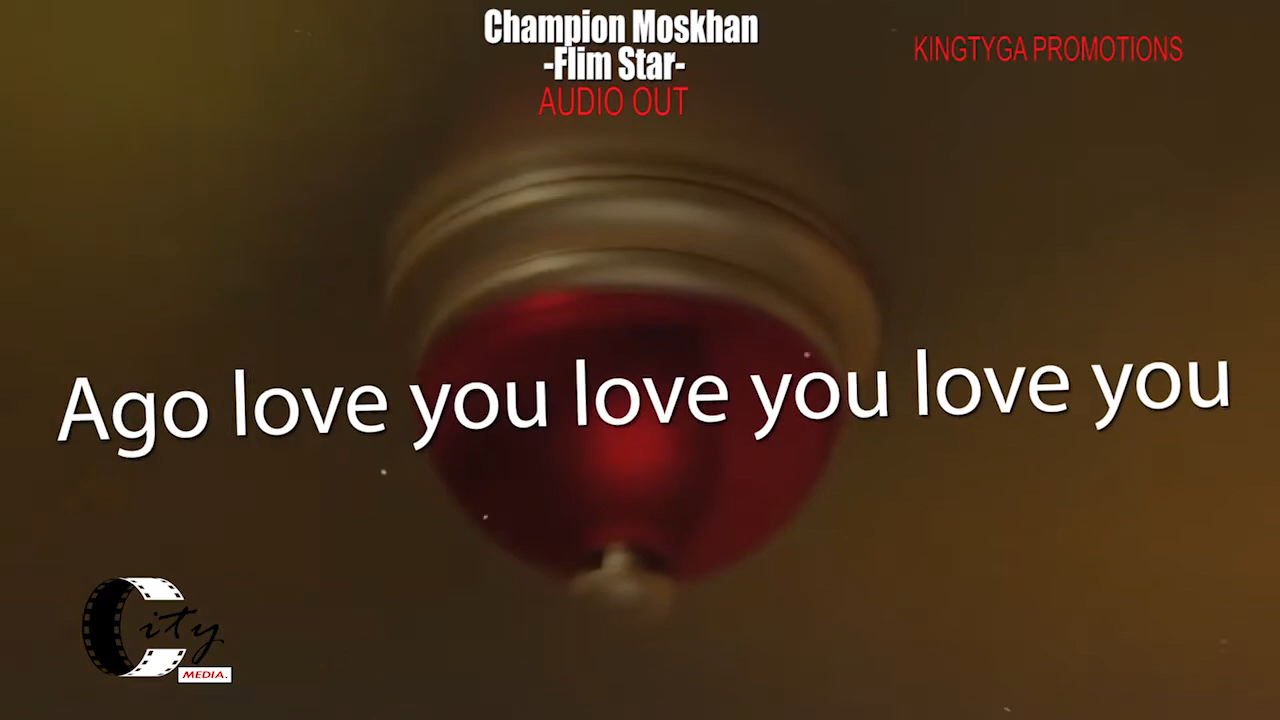 Champion Moskhan
-Flim Star-
AUDIO OUT
KINGTYGA PROMOTIONS
Ago love you love you love you
City
MEDIA.